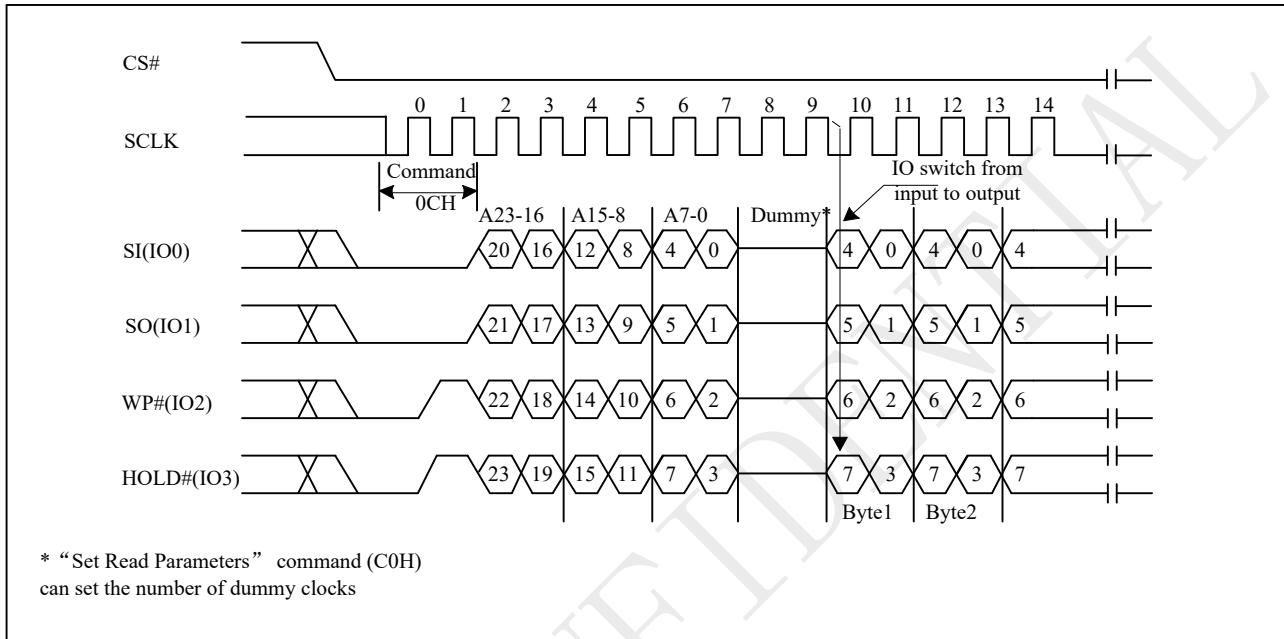 CS#
0 1 2 3 4 5 6 7 8 9 10 11 12 13 14
SCLK
Command
0CH
IO switch from
input to output
A23-16 A15-8 A7-0 Dummy*
SI(IO0) 20 16 12 8 4 0 4 0 4 0 4
SO(IO1) 21 17 13 9 5 1 5 1 5 1 5
WP#(IO2) 22 18 14 10 6 2 6 2 6 2 6
HOLD#(IO3) 23 19 15 11 7 3 7 3 7 3 7
Byte1 Byte2
* “Set Read Parameters” command (C0H)
can set the number of dummy clocks